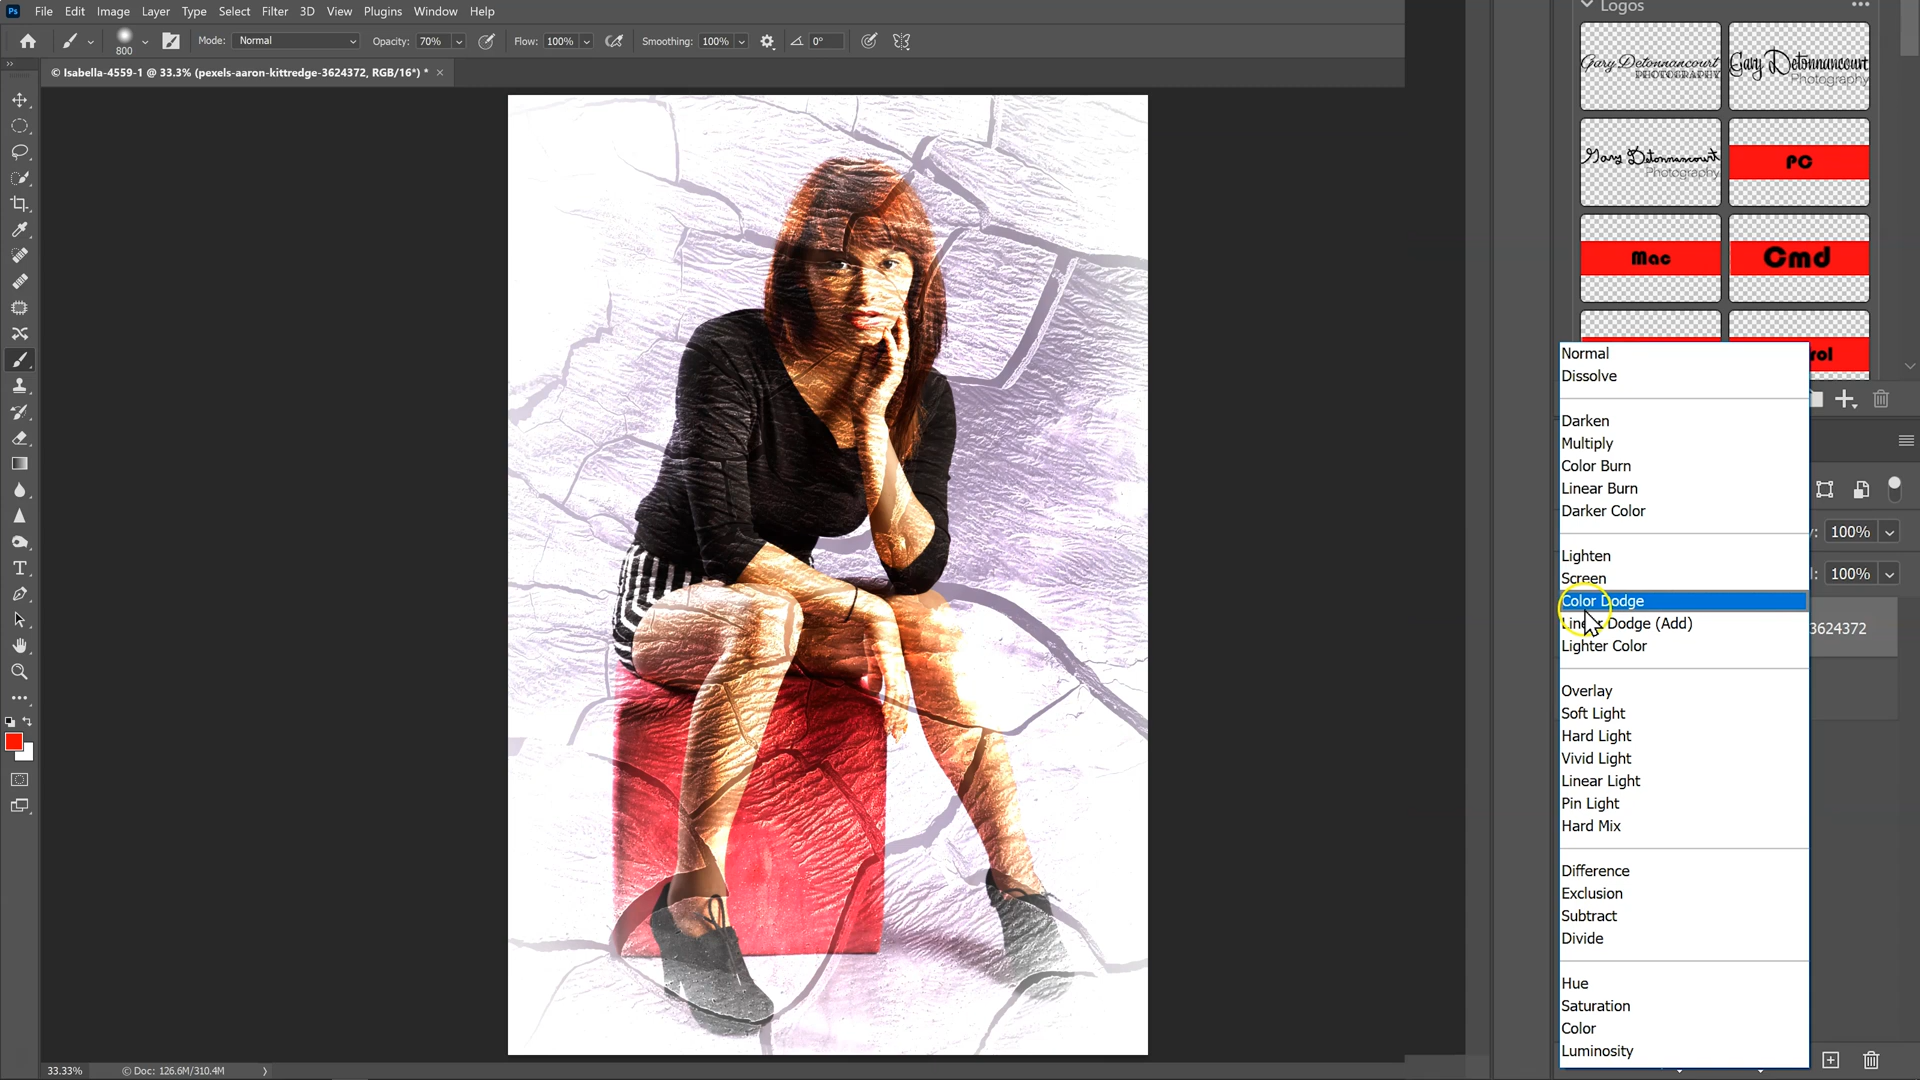 Ps File Edit Image Layer Type Select Filter 3D View Plugins Window Help
800 Mode: Normal Opacity: 70% Flow: 100% Smoothing: 100% 0°
© Isabella-4559-1 @ 33.3% (pexels-aaron-kittredge-3624372, RGB/16*) * ×
Logos
Gary Detonnancourt
PHOTOGRAPHY
Gary Detonnancourt
Photography
Gary Detonnancourt
Photography
PC
Mac
Cmd
rol
Normal
Dissolve
Darken
Multiply
Color Burn
Linear Burn
Darker Color
100%
Lighten
Screen
100%
Color Dodge
Linear Dodge (Add)
3624372
Lighter Color
Overlay
Soft Light
Hard Light
Vivid Light
Linear Light
Pin Light
Hard Mix
Difference
Exclusion
Subtract
Divide
Hue
Saturation
Color
Luminosity
33.33% © Doc: 126.6M/310.4M